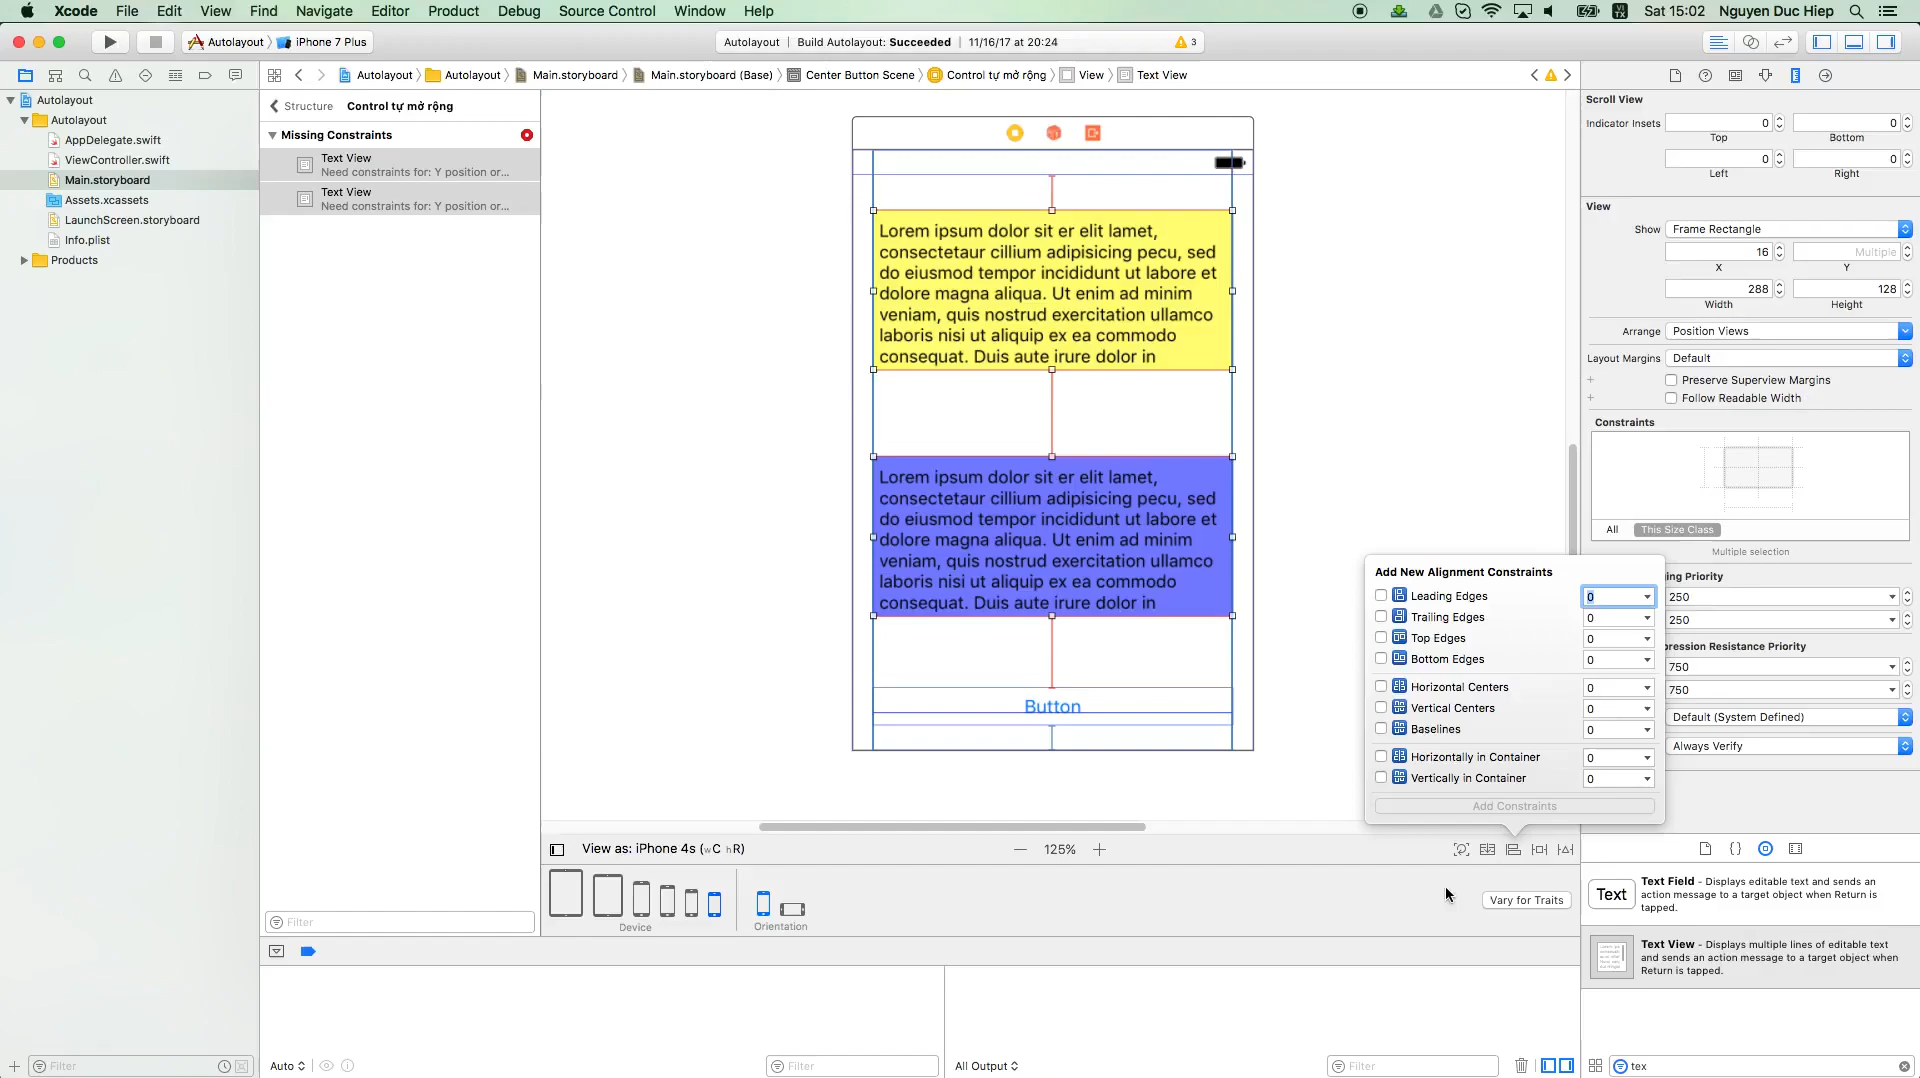 Xcode File Edit View Find Navigate Editor Product Debug Source Control Window Help
Sat 15:02 Nguyen Duc Hiep
Autolayout iPhone 7 Plus
Autolayout | Build Autolayout: Succeeded | 11/16/17 at 20:24
3
Autolayout Autolayout Main.storyboard Main.storyboard (Base) Center Button Scene Control tự mở rộng View Text View
Autolayout
Autolayout
AppDelegate.swift
ViewController.swift
Main.storyboard
Assets.xcassets
LaunchScreen.storyboard
Info.plist
Products
Structure Control tự mở rộng
Missing Constraints
Text View
Need constraints for: Y position or...
Text View
Need constraints for: Y position or...
Lorem ipsum dolor sit er elit lamet,
consectetaur cillium adipisicing pecu, sed
do eiusmod tempor incididunt ut labore et
dolore magna aliqua. Ut enim ad minim
veniam, quis nostrud exercitation ullamco
laboris nisi ut aliquip ex ea commodo
consequat. Duis aute irure dolor in
Lorem ipsum dolor sit er elit lamet,
consectetaur cillium adipisicing pecu, sed
do eiusmod tempor incididunt ut labore et
dolore magna aliqua. Ut enim ad minim
veniam, quis nostrud exercitation ullamco
laboris nisi ut aliquip ex ea commodo
consequat. Duis aute irure dolor in
Button
Add New Alignment Constraints
Leading Edges 0
Trailing Edges 0
Top Edges 0
Bottom Edges 0
Horizontal Centers 0
Vertical Centers 0
Baselines 0
Horizontally in Container 0
Vertically in Container 0
Add Constraints
Scroll View
Indicator Insets 0 0
Top Bottom
0 0
Left Right
View
Show Frame Rectangle
16 Multiple
X Y
288 128
Width Height
Arrange Position Views
Layout Margins Default
Preserve Superview Margins
Follow Readable Width
Constraints
All This Size Class
Multiple selection
ing Priority
250
250
pression Resistance Priority
750
750
Default (System Defined)
Always Verify
View as: iPhone 4s (wC hR)
125%
Device
Orientation
Vary for Traits
Text
Text Field - Displays editable text and sends an
action message to a target object when Return is
tapped.
Text View - Displays multiple lines of editable text
and sends an action message to a target object when
Return is tapped.
Filter
Filter
Auto
Filter
All Output
Filter
tex